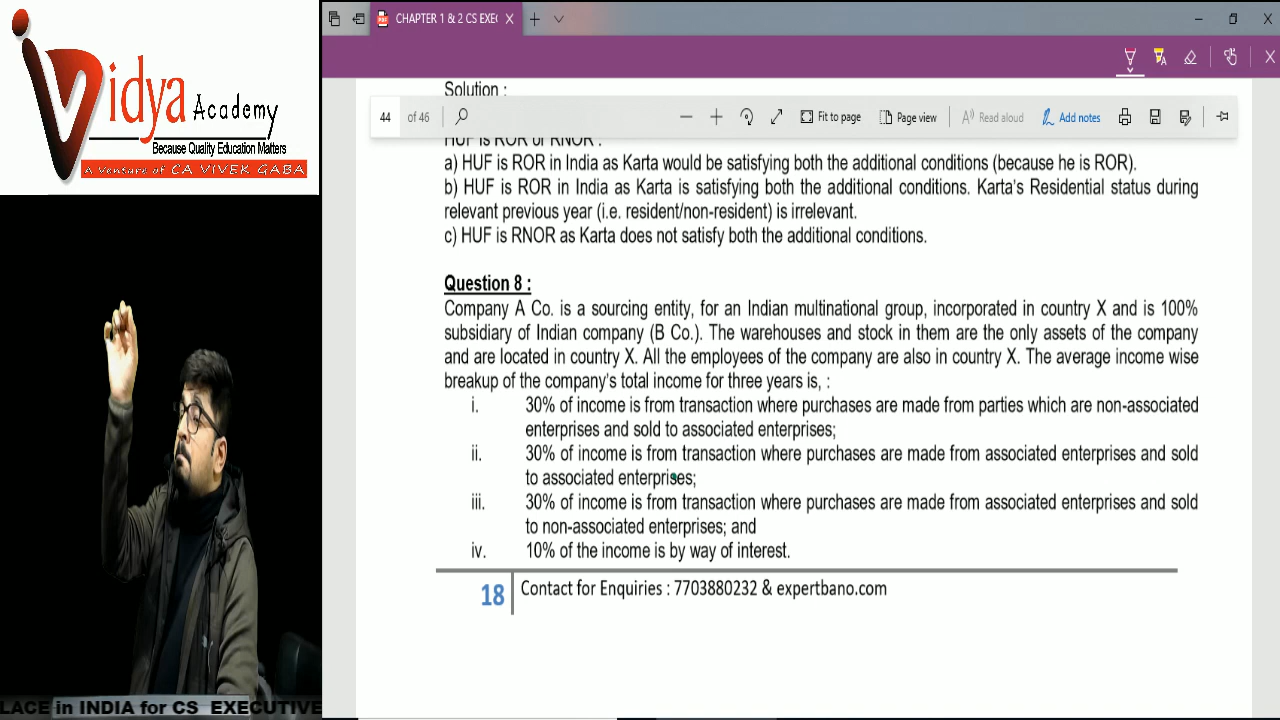 Vidya Academy
Because Quality Education Matters
A Venture of CA VIVEK GABA
CHAPTER 1 & 2 CS EXEC
Solution :
44 of 46
Fit to page
Page view
Read aloud
Add notes
HUF is ROR or RNOR :
a) HUF is ROR in India as Karta would be satisfying both the additional conditions (because he is ROR).
b) HUF is ROR in India as Karta is satisfying both the additional conditions. Karta's Residential status during
relevant previous year (i.e. resident/non-resident) is irrelevant.
c) HUF is RNOR as Karta does not satisfy both the additional conditions.
Question 8 :
Company A Co. is a sourcing entity, for an Indian multinational group, incorporated in country X and is 100%
subsidiary of Indian company (B Co.). The warehouses and stock in them are the only assets of the company
and are located in country X. All the employees of the company are also in country X. The average income wise
breakup of the company's total income for three years is, :
i. 30% of income is from transaction where purchases are made from parties which are non-associated
enterprises and sold to associated enterprises;
ii. 30% of income is from transaction where purchases are made from associated enterprises and sold
to associated enterprises;
iii. 30% of income is from transaction where purchases are made from associated enterprises and sold
to non-associated enterprises; and
iv. 10% of the income is by way of interest.
18 Contact for Enquiries : 7703880232 & expertbano.com
LACE in INDIA for CS EXECUTIVE